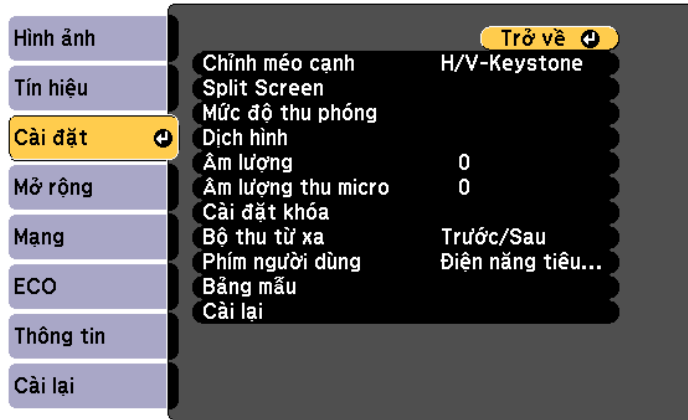 Hình ảnh
Tín hiệu
Cài đặt
Mở rộng
Mạng
ECO
Thông tin
Cài lại
Trở về
Chỉnh méo cạnh H/V-Keystone
Split Screen
Mức độ thu phóng
Dịch hình
Âm lượng 0
Âm lượng thu micro 0
Cài đặt khóa
Bộ thu từ xa Trước/Sau
Phím người dùng Điện năng tiêu...
Bảng mẫu
Cài lại